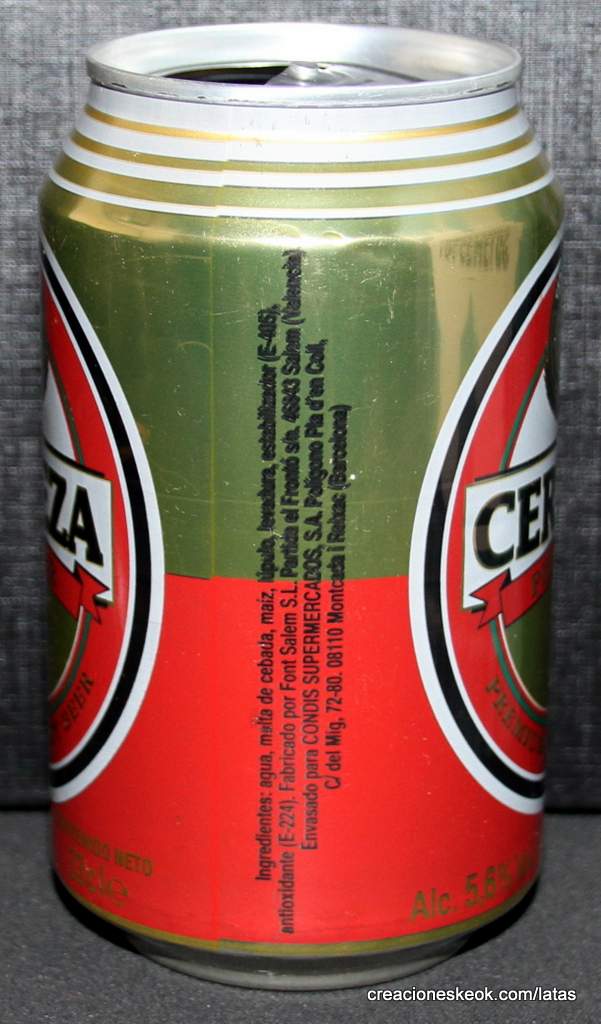 Ingredientes: agua, malta de cebada, maíz, lúpulo, levadura, estabilizador (E-405),
antioxidante (E-224). Fabricado por Font Salem S.L. Partida el Frontó s/n. 46843 Salem (Valencia)
Envasado para CONDIS SUPERMERCADOS, S.A. Polígono Pla d'en Coll,
C/ del Mig, 72-80. 08110 Montcada i Reixac (Barcelona)
ZA
BEER
NETO
CER
Alc. 5,8%
creacioneskeok.com/latas